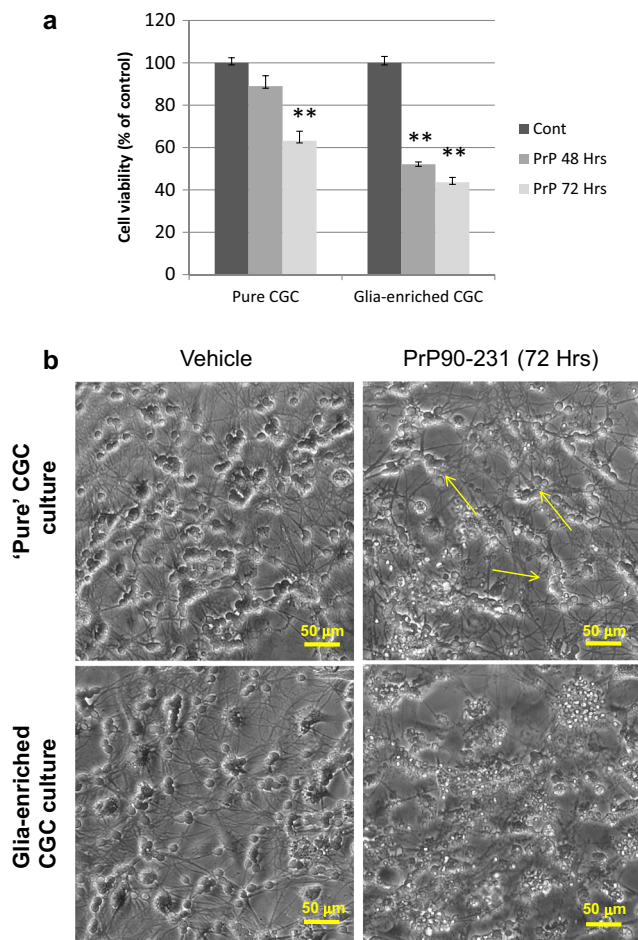 a
Cell viability (% of control)
120
100
80
60
40
20
0
**
**
**
Pure CGC
Glia-enriched CGC
Cont
PrP 48 Hrs
PrP 72 Hrs
b
Vehicle
PrP90-231 (72 Hrs)
‘Pure’ CGC
culture
50 μm
50 μm
Glia-enriched
CGC culture
50 μm
50 μm